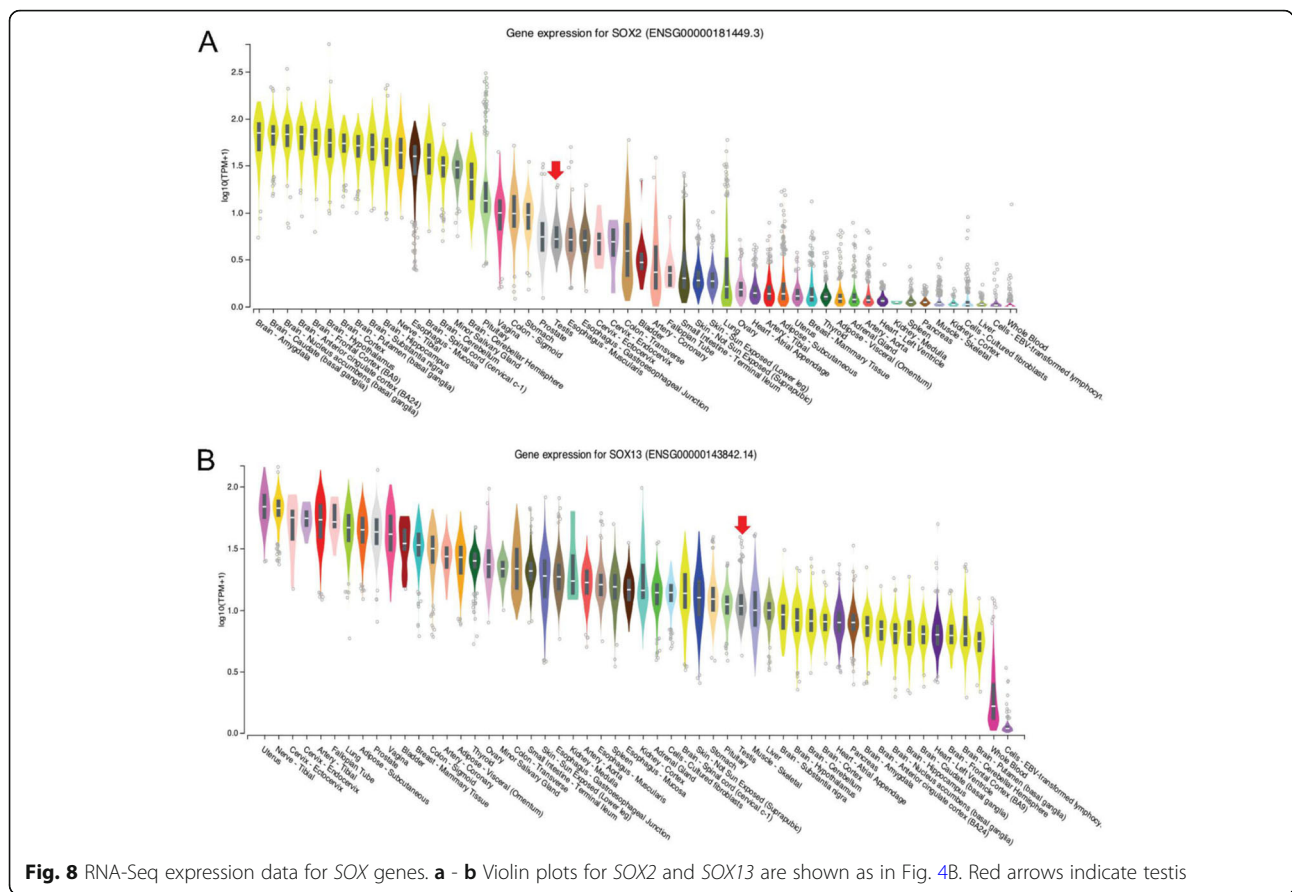 A
Gene expression for SOX2 (ENSG00000181449.3)
log10(TPM+1)
2.5
2.0
1.5
1.0
0.5
0.0
Brain - Amygdala
Brain - Caudate (basal ganglia)
Brain - Nucleus accumbens (basal ganglia)
Brain - Anterior cingulate cortex (BA24)
Brain - Frontal Cortex (BA9)
Brain - Hypothalamus
Brain - Cortex
Brain - Putamen (basal ganglia)
Brain - Substantia nigra
Brain - Hippocampus
Nerve - Tibial
Esophagus - Mucosa
Brain - Spinal cord (cervical c-1)
Brain - Cerebellum
Minor Salivary Gland
Brain - Cerebellar Hemisphere
Pituitary
Vagina
Colon - Sigmoid
Stomach
Prostate
Testis
Esophagus - Muscularis
Esophagus - Gastroesophageal Junction
Cervix - Ectocervix
Cervix - Endocervix
Colon - Transverse
Bladder
Artery - Coronary
Fallopian Tube
Small Intestine - Terminal Ileum
Skin - Not Sun Exposed (Suprapubic)
Skin - Sun Exposed (Lower leg)
Lung
Ovary
Heart - Atrial Appendage
Artery - Tibial
Adipose - Subcutaneous
Uterus
Breast - Mammary Tissue
Thyroid
Adipose - Visceral (Omentum)
Adrenal Gland
Artery - Aorta
Heart - Left Ventricle
Kidney - Medulla
Spleen
Pancreas
Muscle - Skeletal
Kidney - Cortex
Cells - Cultured fibroblasts
Liver
Cells - EBV-transformed lymphocyt.
Whole Blood
B
Gene expression for SOX13 (ENSG00000143842.14)
log10(TPM+1)
2.0
1.5
1.0
0.5
0.0
Uterus
Nerve - Tibial
Cervix - Ectocervix
Cervix - Endocervix
Artery - Tibial
Fallopian Tube
Lung
Adipose - Subcutaneous
Prostate
Vagina
Bladder
Breast - Mammary Tissue
Colon - Sigmoid
Artery - Coronary
Adipose - Visceral (Omentum)
Thyroid
Ovary
Minor Salivary Gland
Colon - Transverse
Small Intestine - Terminal Ileum
Skin - Sun Exposed (Lower leg)
Esophagus - Gastroesophageal Junction
Kidney - Medulla
Artery - Aorta
Esophagus - Muscularis
Spleen
Esophagus - Mucosa
Kidney - Cortex
Adrenal Gland
Cells - Cultured fibroblasts
Brain - Spinal cord (cervical c-1)
Skin - Not Sun Exposed (Suprapubic)
Stomach
Pituitary
Testis
Muscle - Skeletal
Liver
Brain - Substantia nigra
Brain - Hypothalamus
Brain - Cerebellum
Brain - Cortex
Heart - Atrial Appendage
Pancreas
Brain - Amygdala
Brain - Anterior cingulate cortex (BA24)
Brain - Nucleus accumbens (basal ganglia)
Brain - Hippocampus
Brain - Caudate (basal ganglia)
Heart - Left Ventricle
Brain - Frontal Cortex (BA9)
Brain - Cerebellar Hemisphere
Brain - Putamen (basal ganglia)
Whole Blood
Cells - EBV-transformed lymphocy.
Fig. 8 RNA-Seq expression data for SOX genes. a - b Violin plots for SOX2 and SOX13 are shown as in Fig. 4B. Red arrows indicate testis